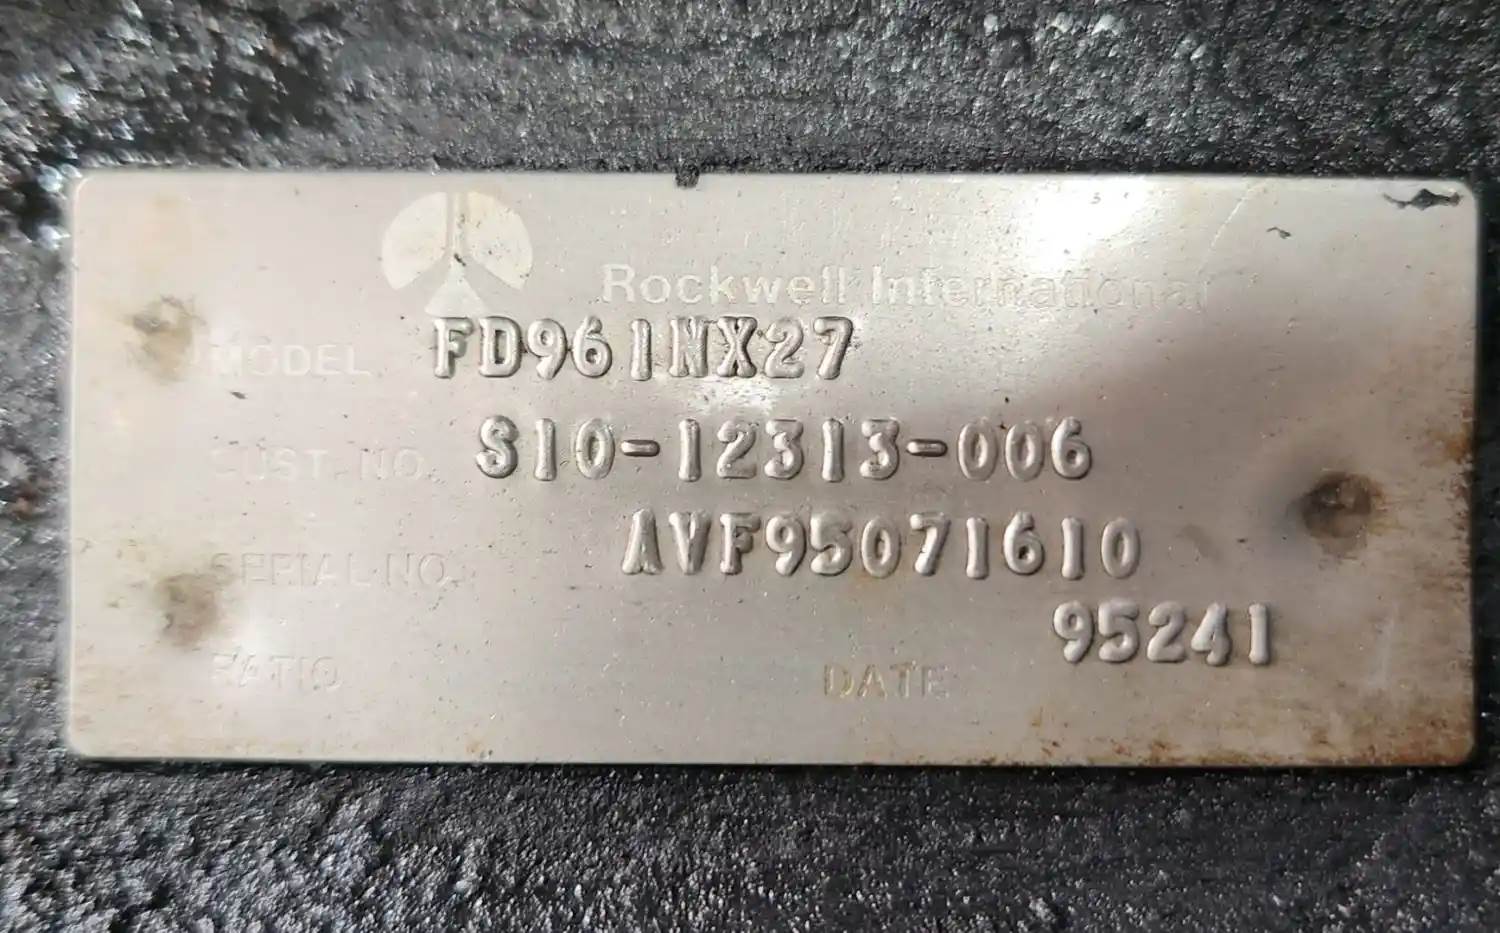 Rockwell International
MODEL FD961NX27
CUST. NO. S10-12313-006
SERIAL NO. AVF95071610
95241
RATIO DATE